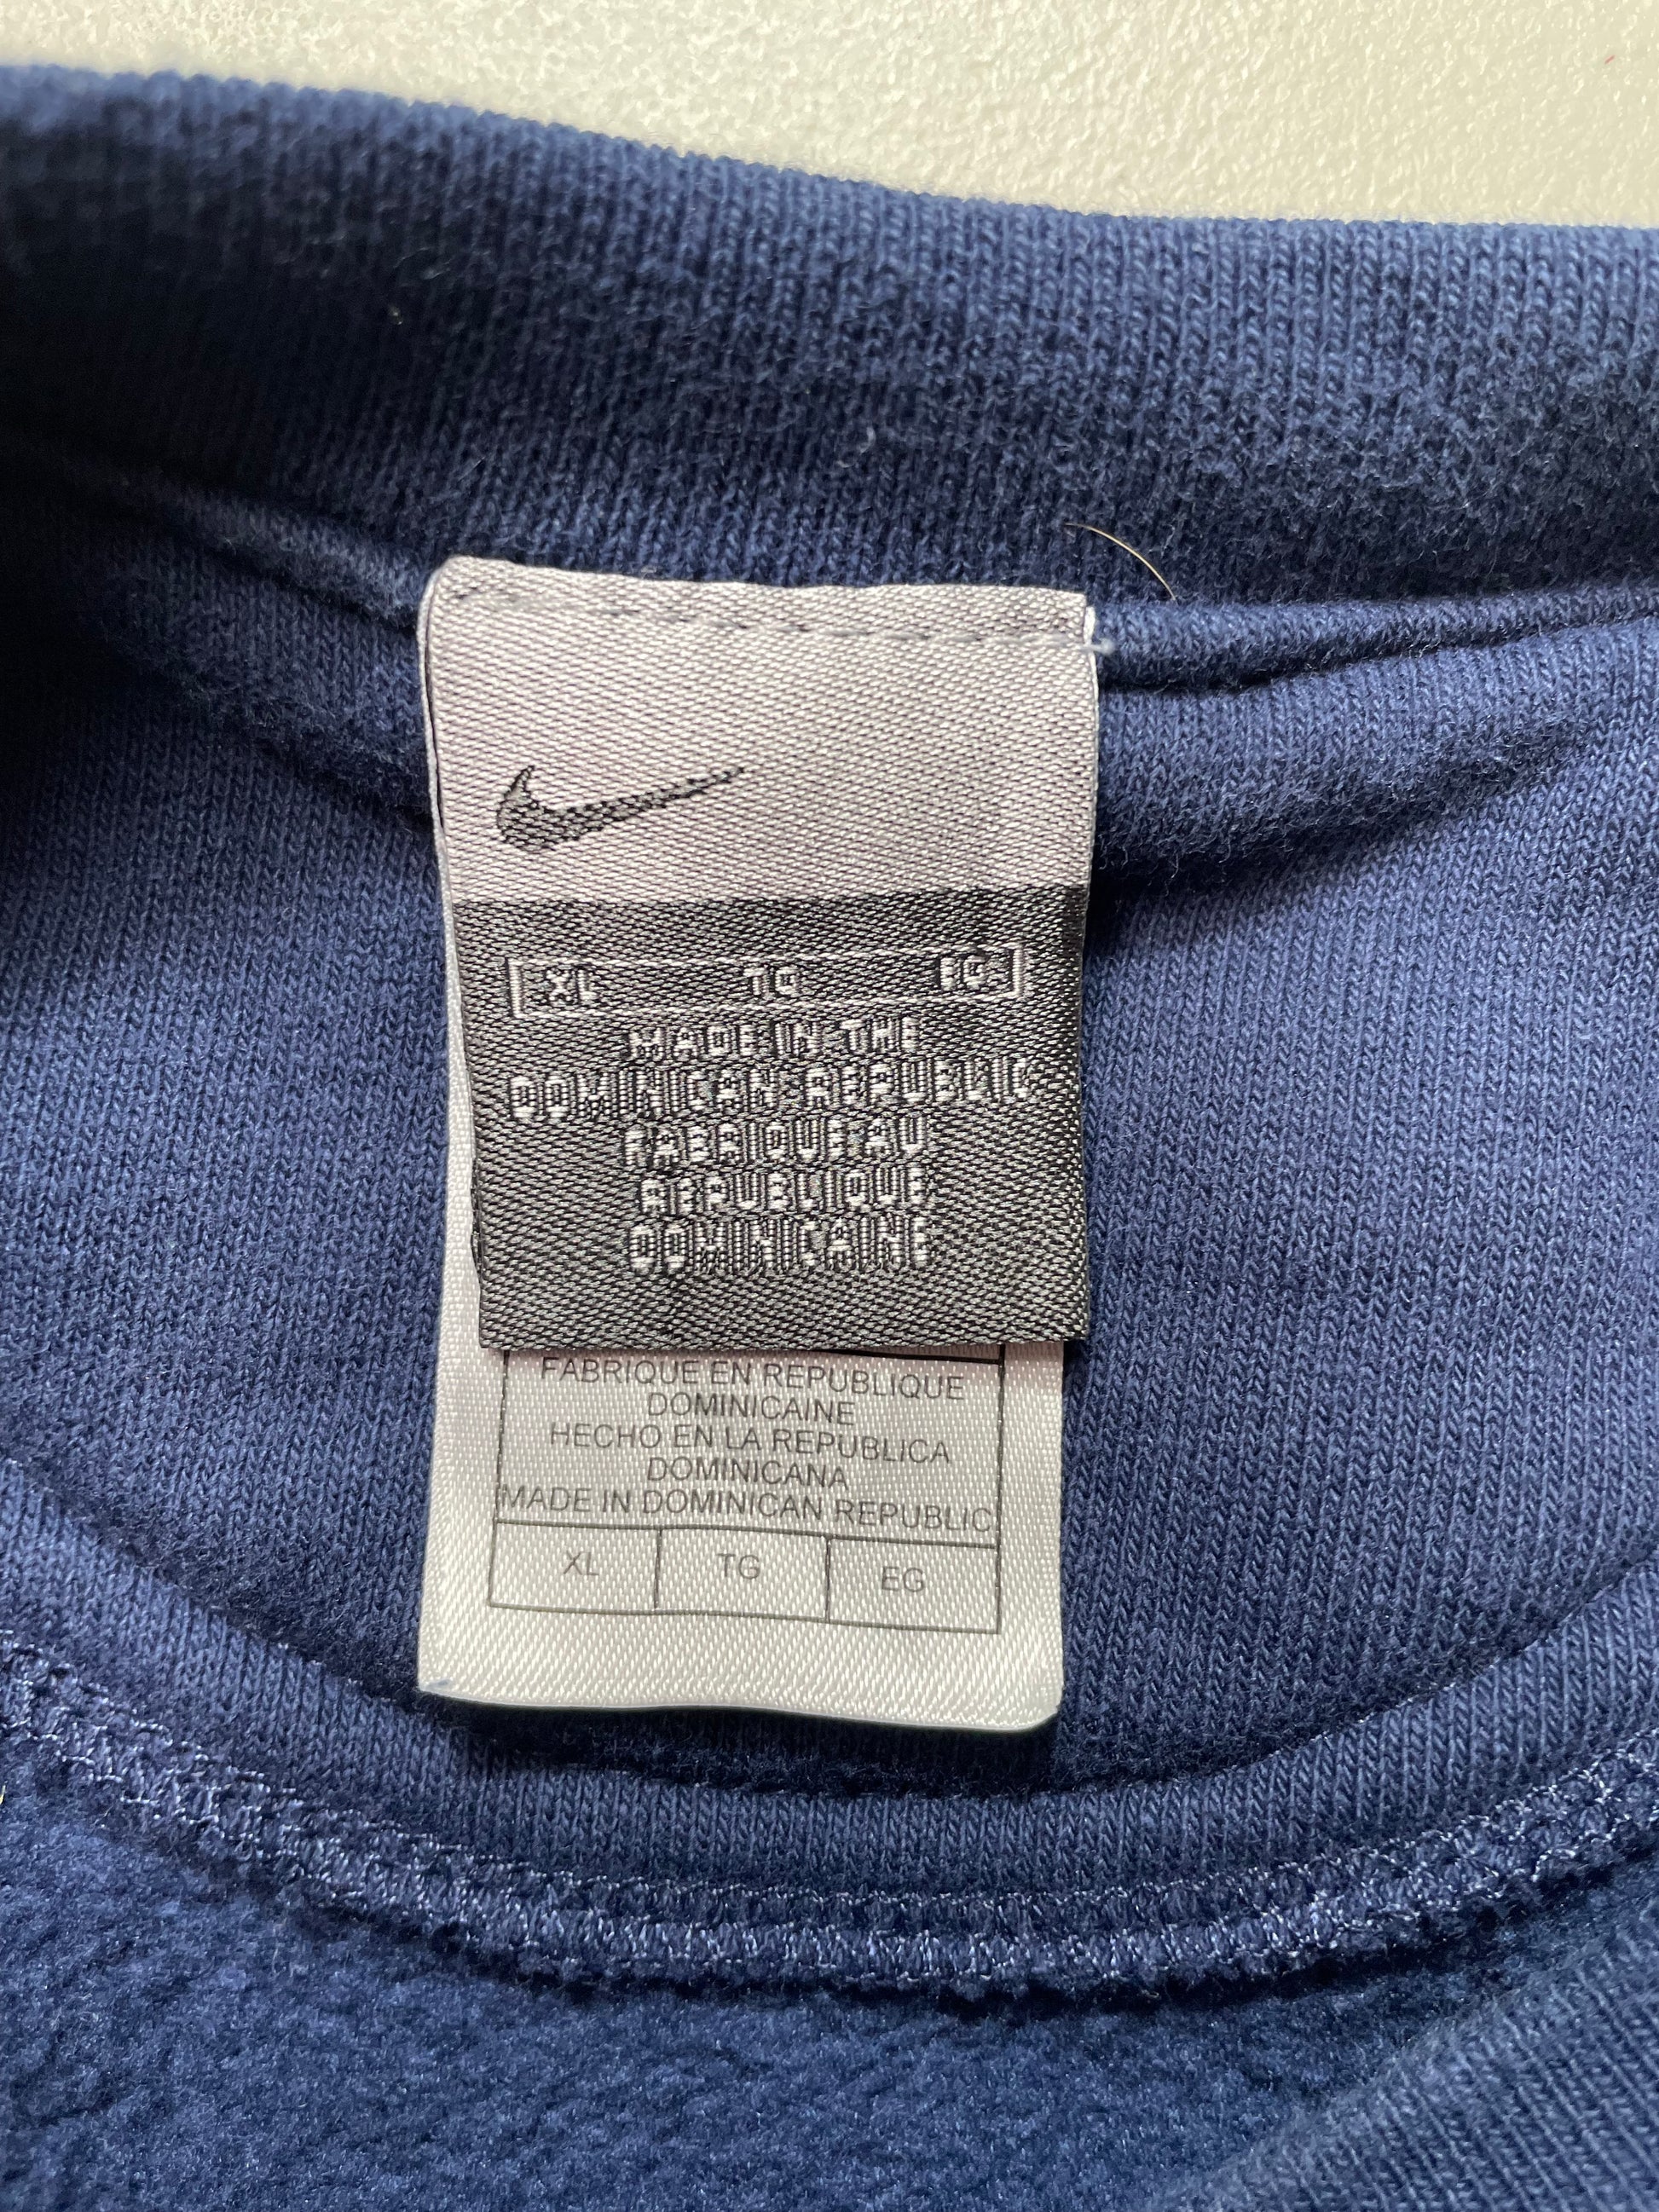 XL TG EG
MADE IN THE
DOMINICAN REPUBLIC
FABRIQUE AU
REPUBLIQUE
DOMINICAINE
FABRIQUE EN REPUBLIQUE
DOMINICAINE
HECHO EN LA REPUBLICA
DOMINICANA
MADE IN DOMINICAN REPUBLIC
XL TG EG